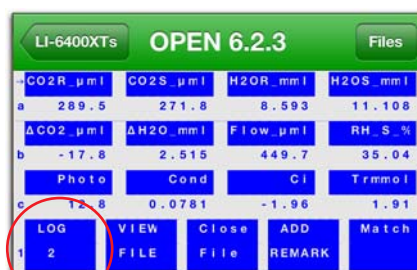 LI-6400XTs OPEN 6.2.3 Files
→CO2R_µml CO2S_µml H2OR_mml H2OS_mml
a 289.5 271.8 8.593 11.108
ΔCO2_µml ΔH2O_mml Flow_µml RH_S_%
b -17.8 2.515 449.7 35.04
Photo Cond Ci Trmmol
c 12.8 0.0781 -1.96 1.91
LOG VIEW Close ADD Match
1 2 FILE File REMARK